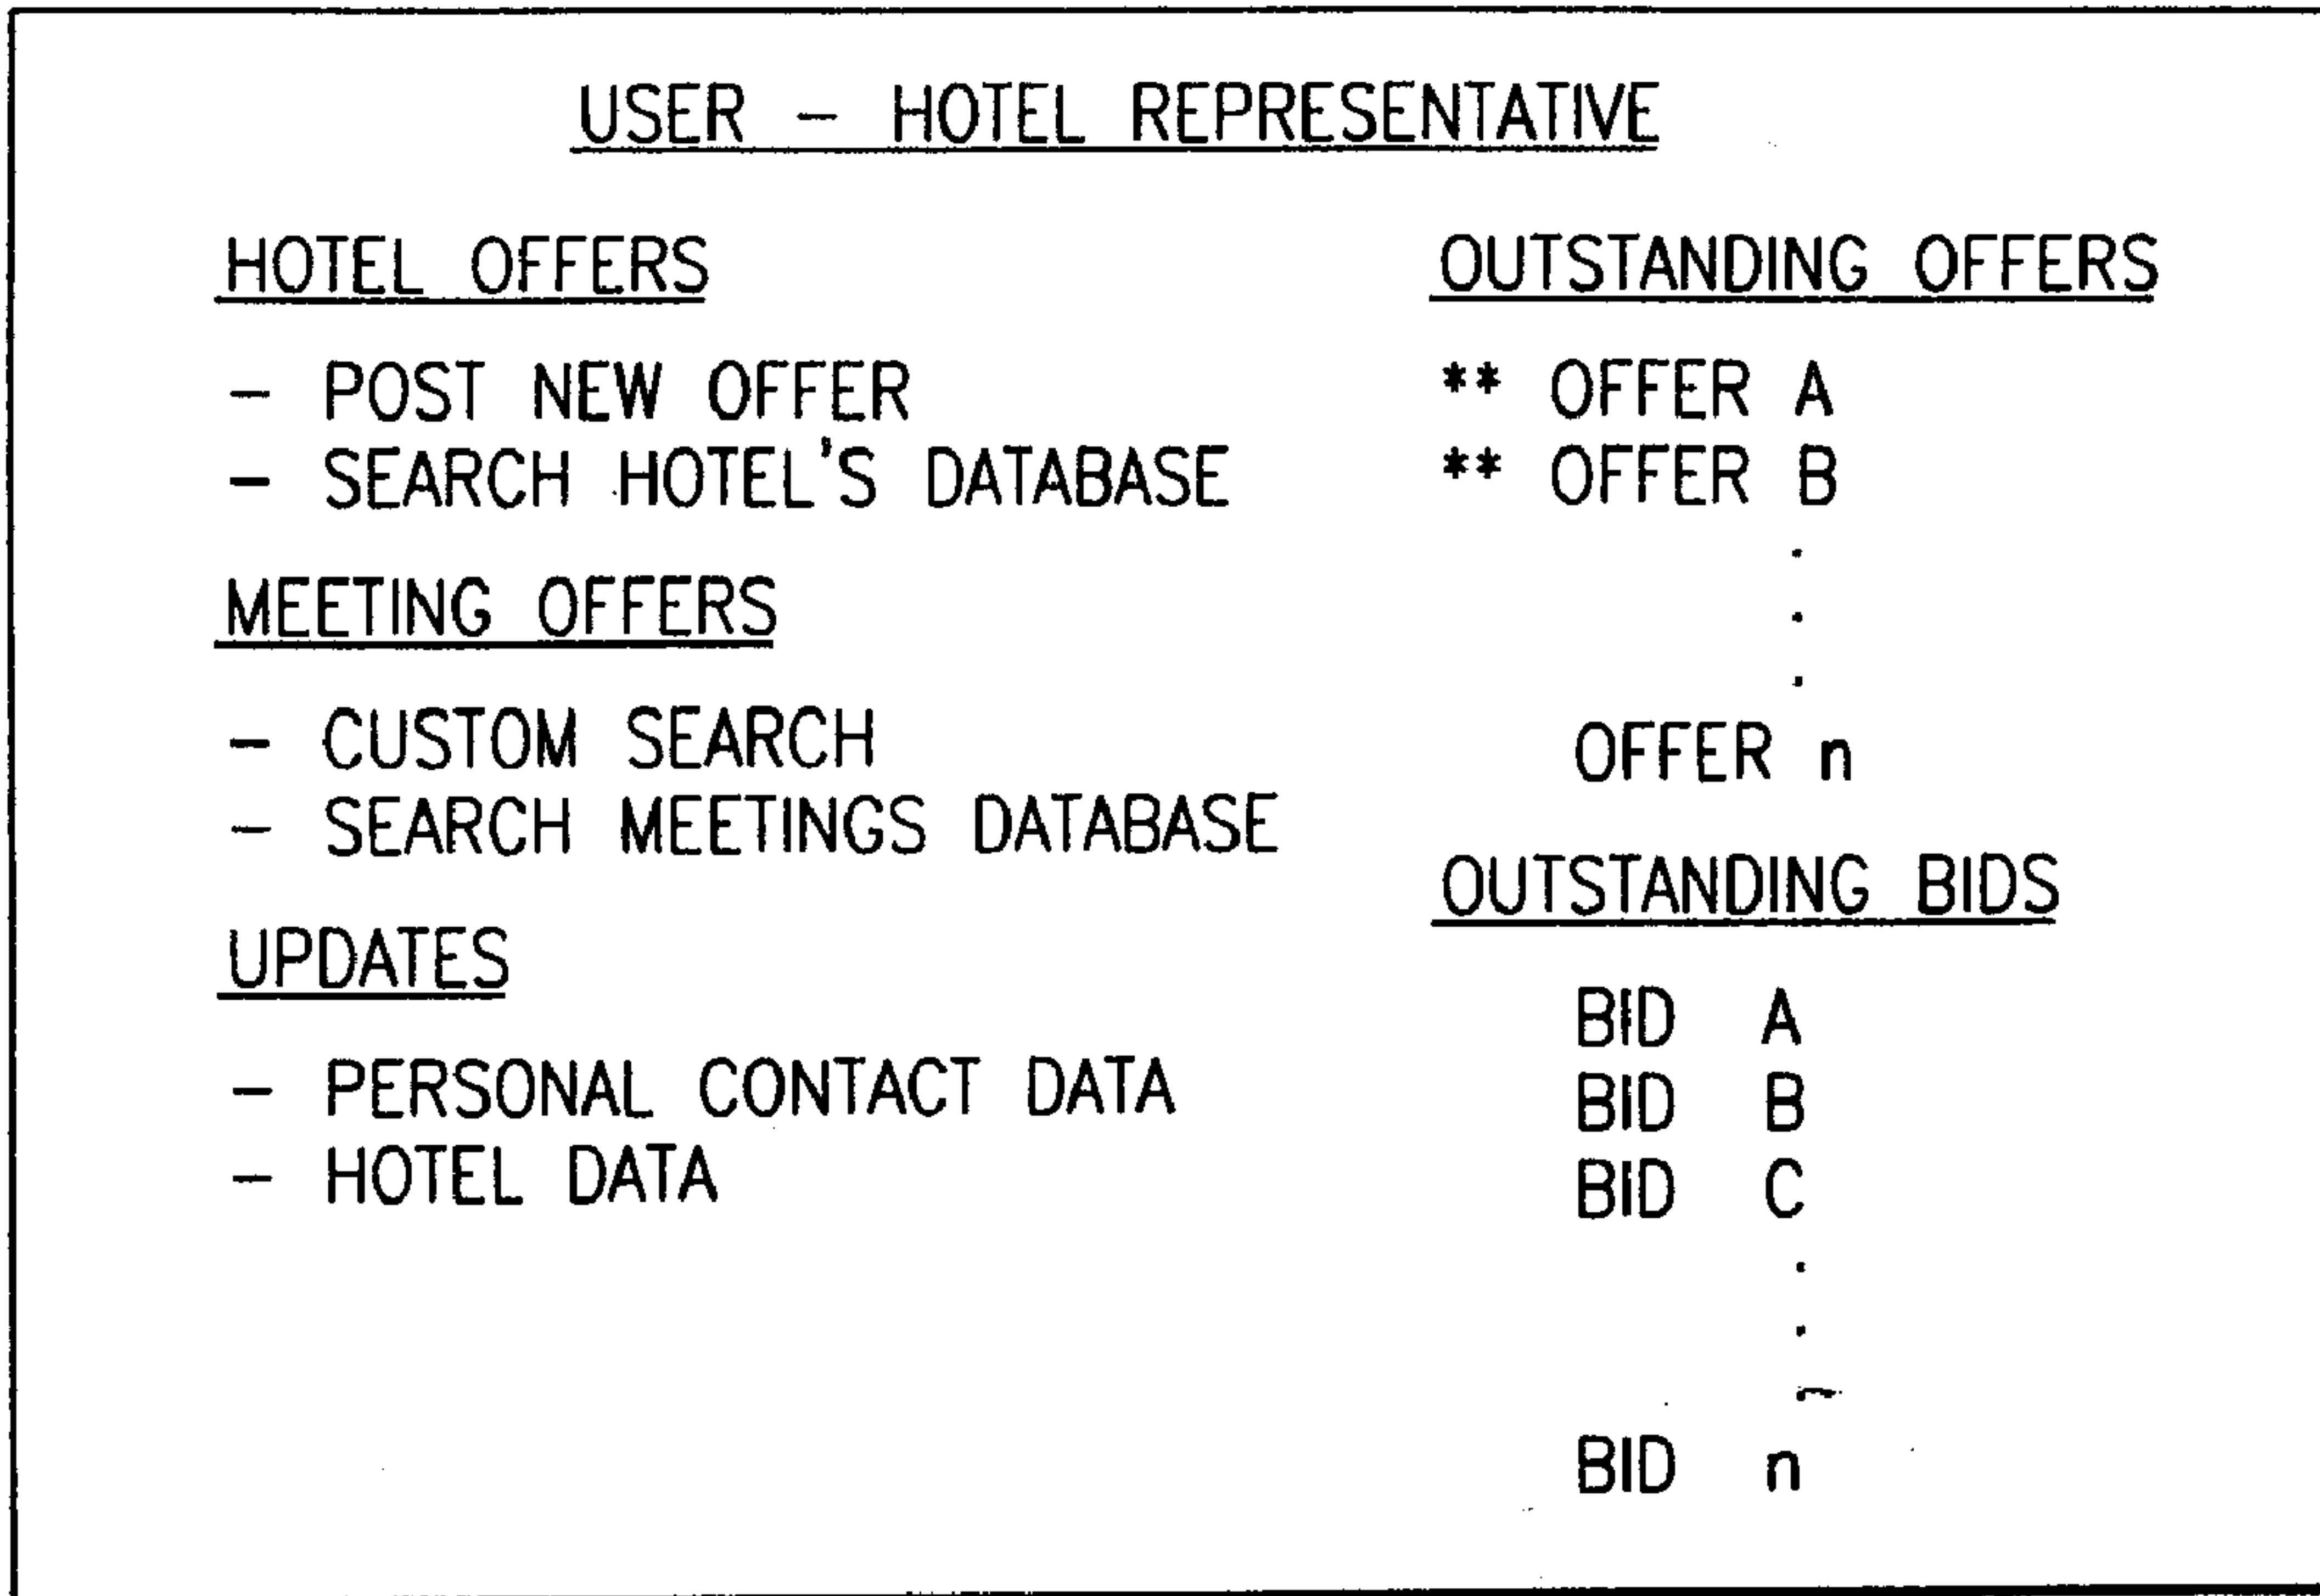 USER – HOTEL REPRESENTATIVE
HOTEL OFFERS
– POST NEW OFFER
– SEARCH HOTEL'S DATABASE
MEETING OFFERS
– CUSTOM SEARCH
– SEARCH MEETINGS DATABASE
UPDATES
– PERSONAL CONTACT DATA
– HOTEL DATA
OUTSTANDING OFFERS
** OFFER A
** OFFER B
.
.
.
OFFER n
OUTSTANDING BIDS
BID A
BID B
BID C
.
.
.
BID n